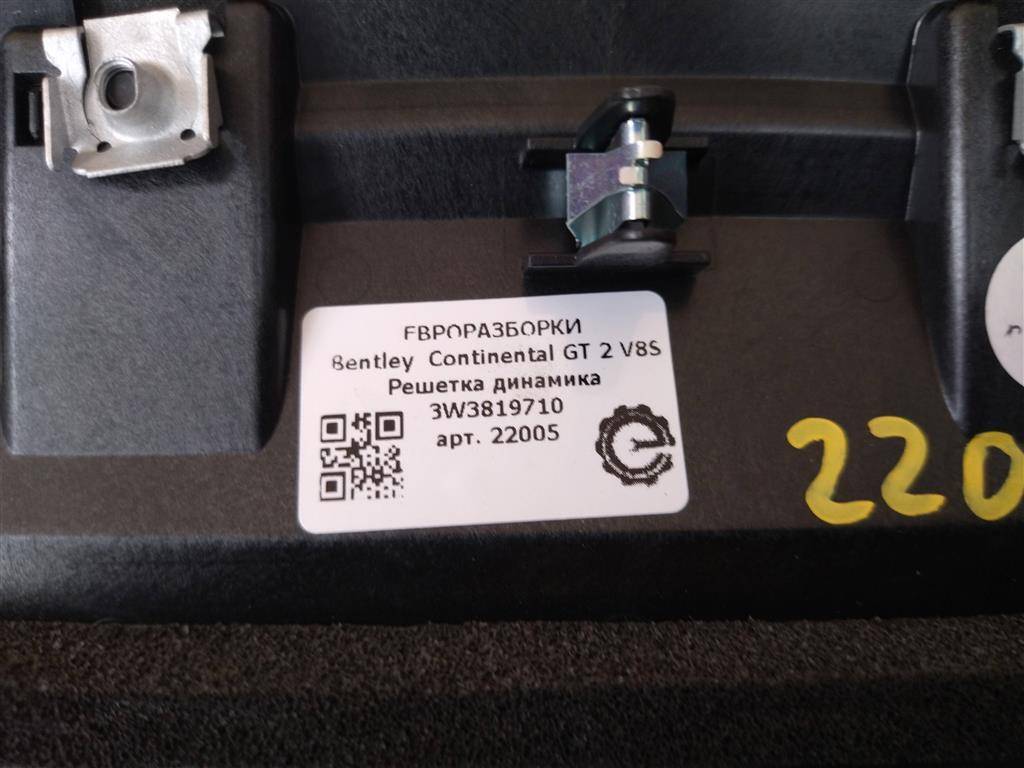 ЕВРОРАЗБОРКИ
Bentley Continental GT 2 V8S
Решетка динамика
3W3819710
арт. 22005
220